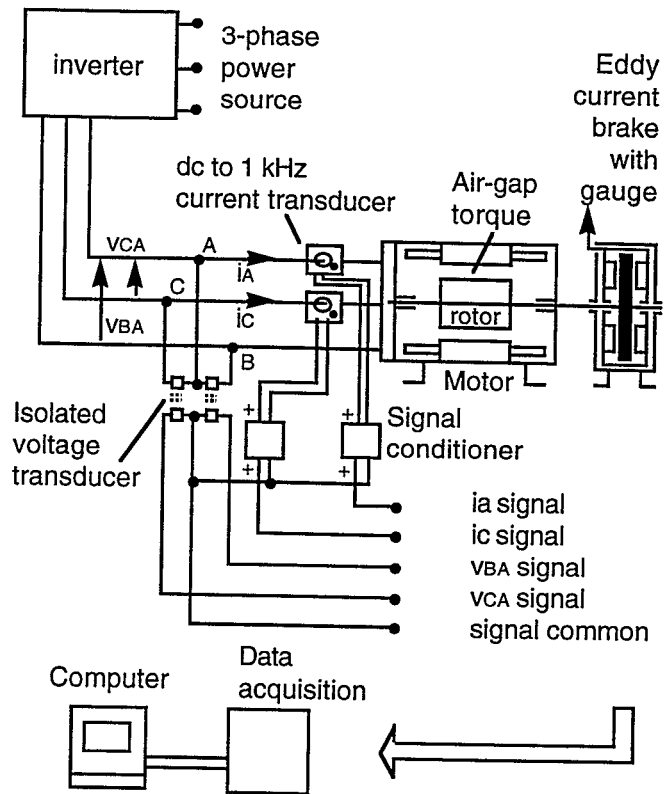 inverter
3-phase
power
source
Eddy
current
brake
with
gauge
dc to 1 kHz
current transducer
Air-gap
torque
VCA
A
iA
C
iC
VBA
B
rotor
Motor
Isolated
voltage
transducer
+
+
Signal
conditioner
+
+
ia signal
ic signal
VBA signal
VCA signal
signal common
Computer
Data
acquisition